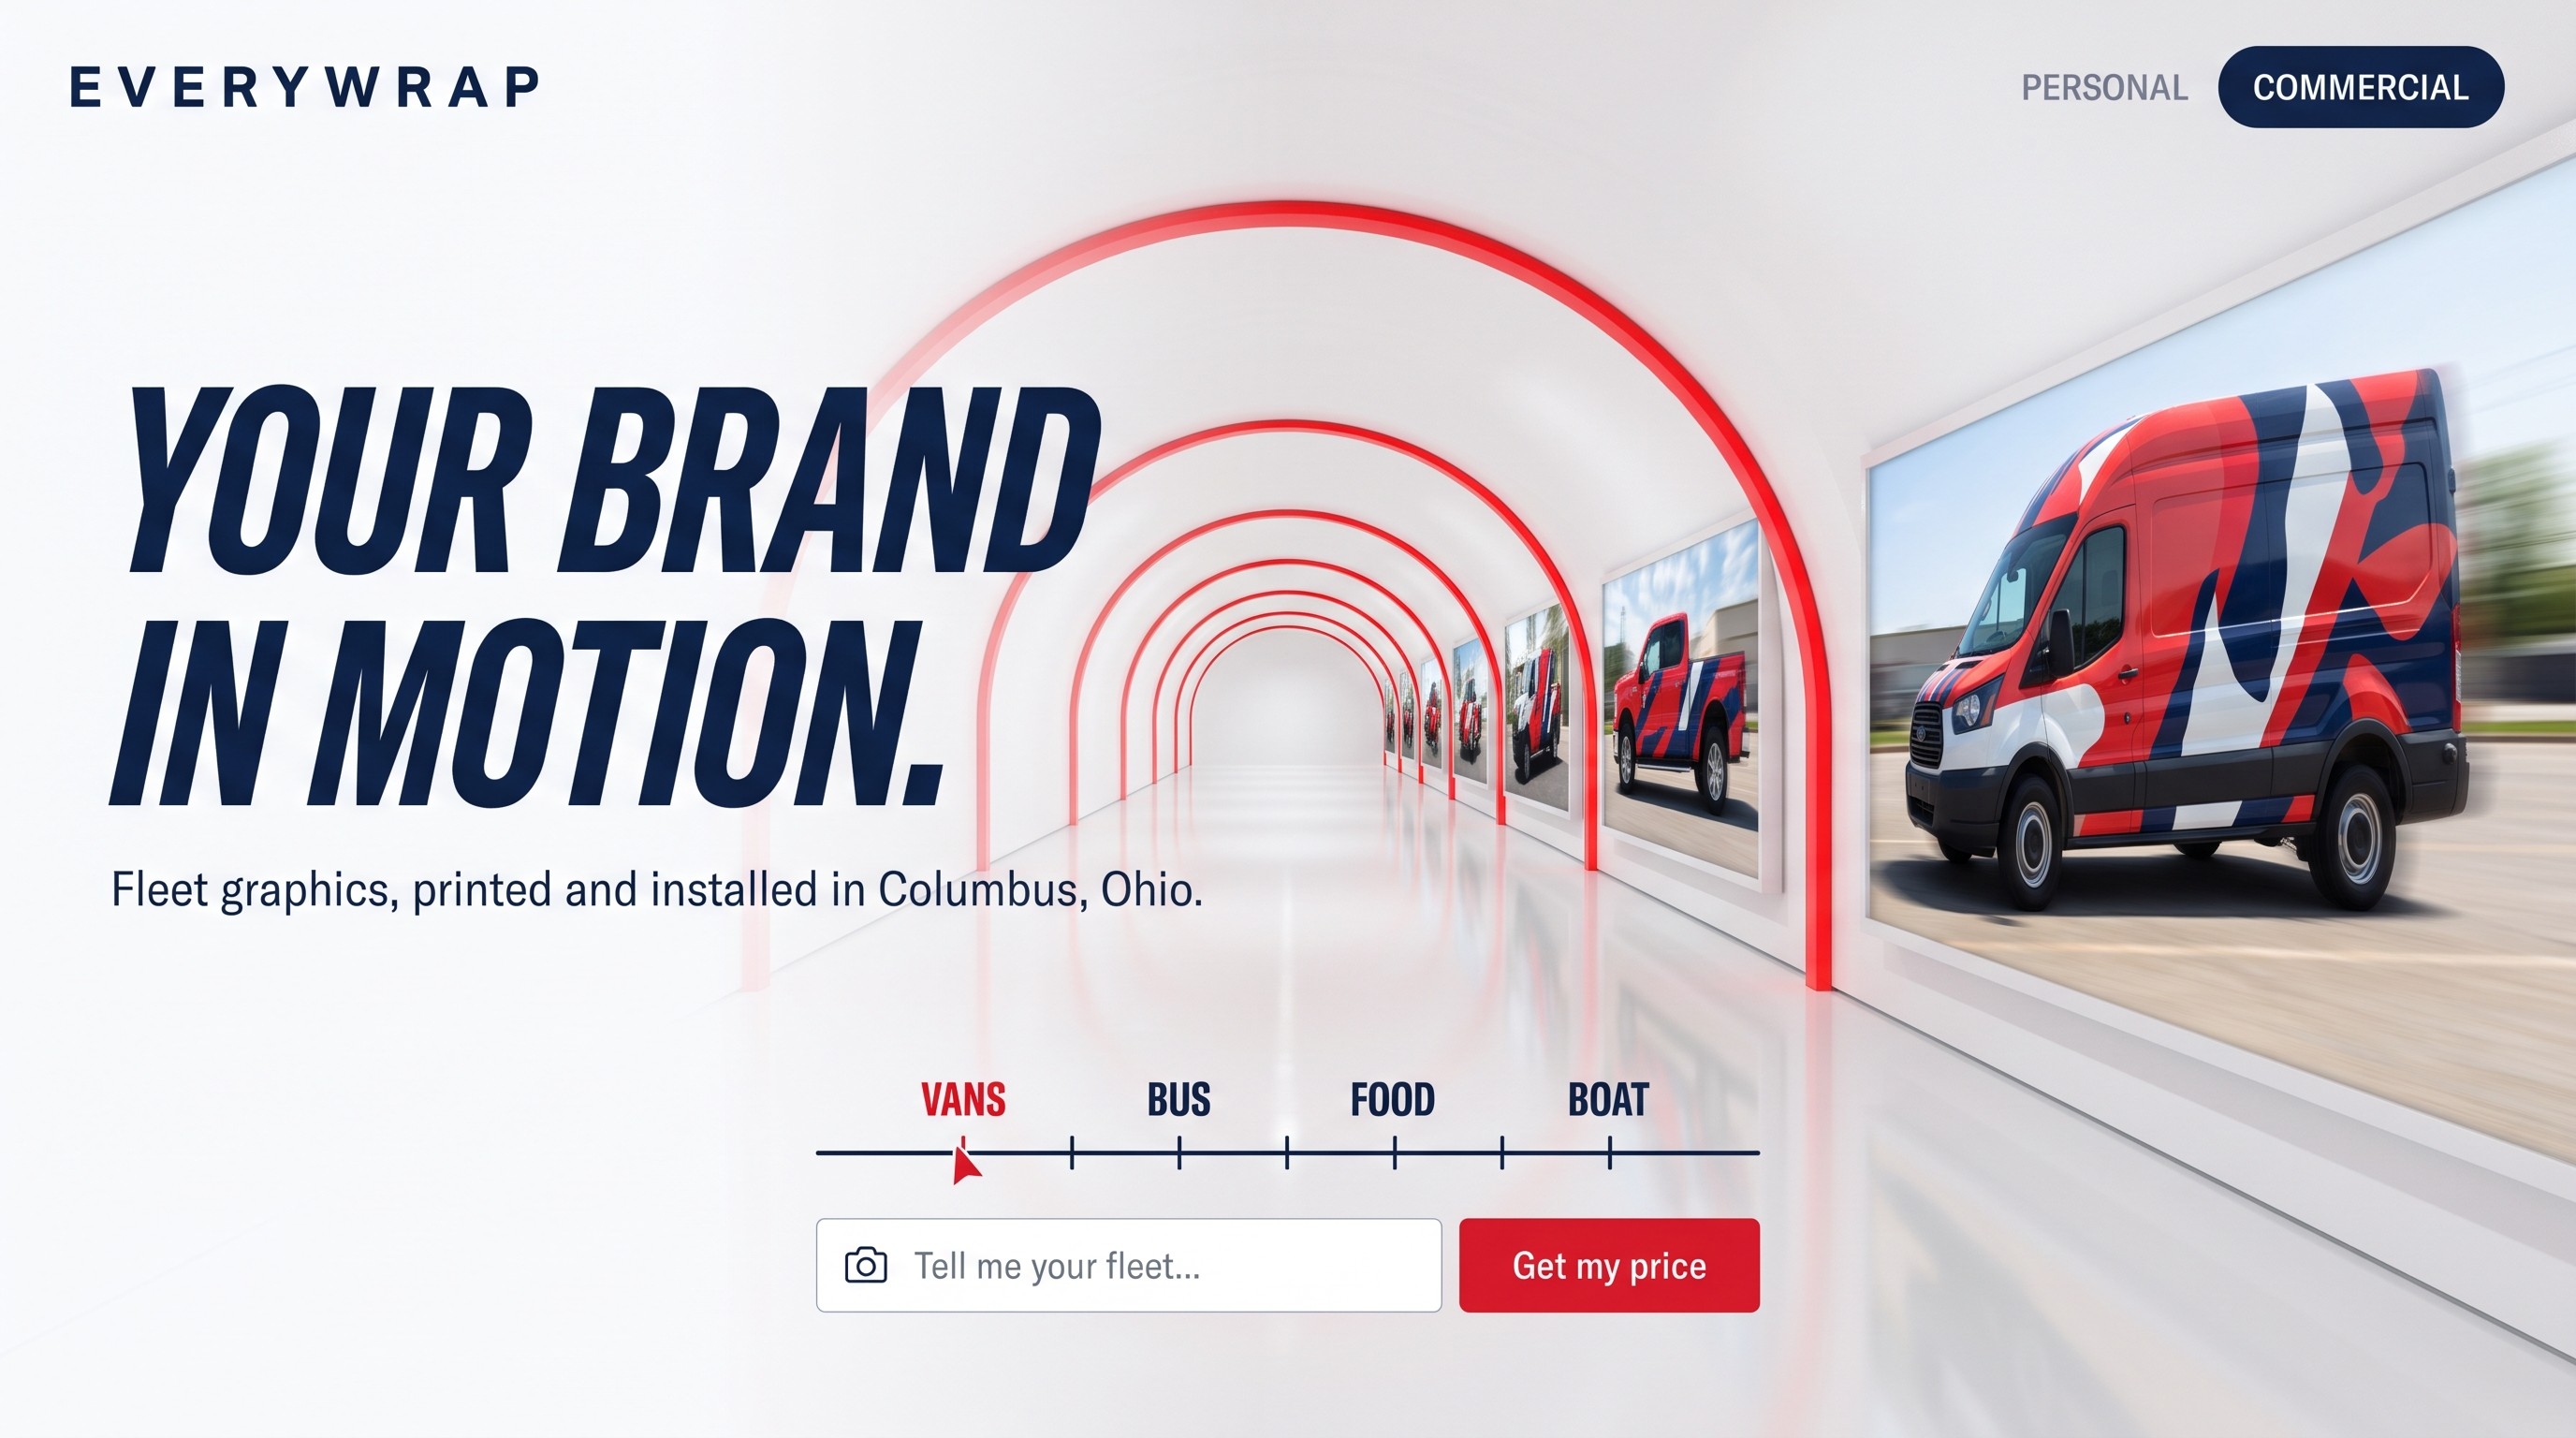 EVERYWRAP
PERSONAL
COMMERCIAL
YOUR BRAND
IN MOTION.
Fleet graphics, printed and installed in Columbus, Ohio.
VANS
BUS
FOOD
BOAT
Tell me your fleet...
Get my price